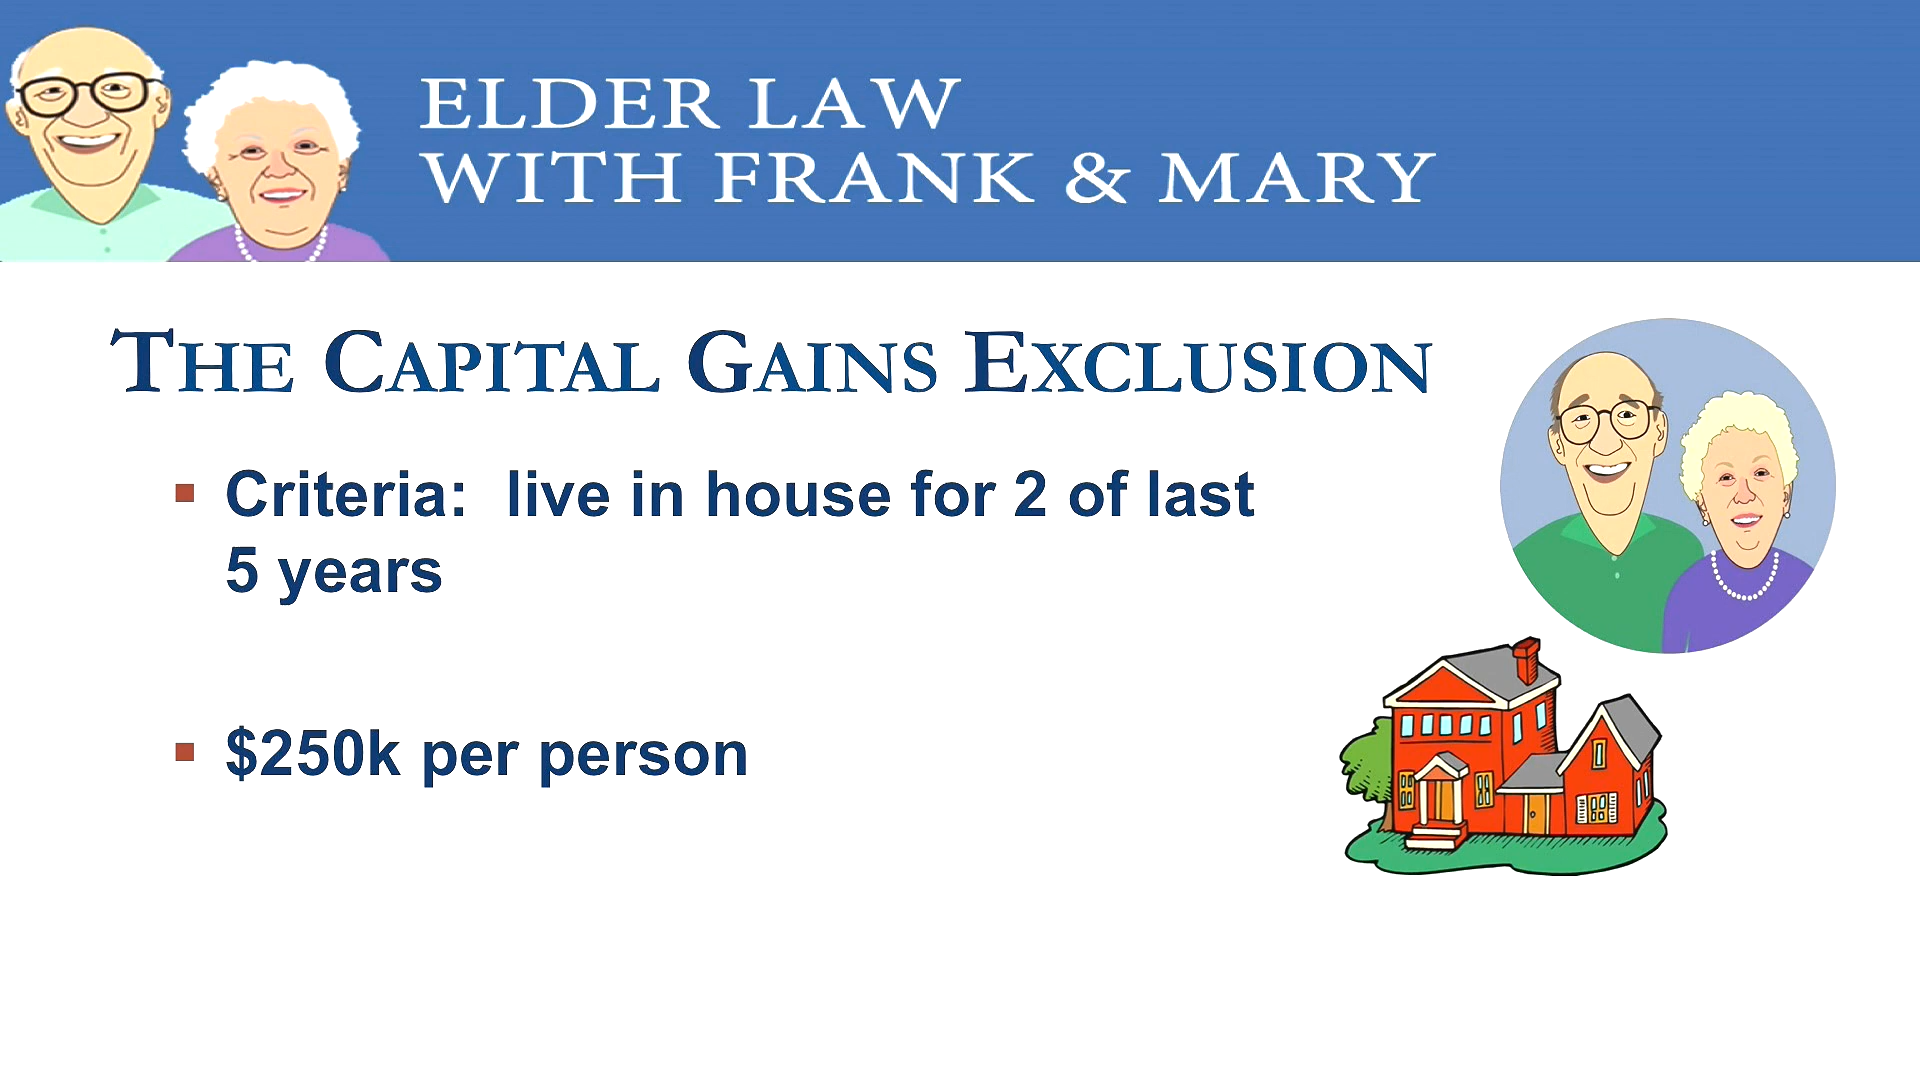 ELDER LAW
WITH FRANK & MARY
THE CAPITAL GAINS EXCLUSION
▪ Criteria:  live in house for 2 of last
5 years
▪ $250k per person